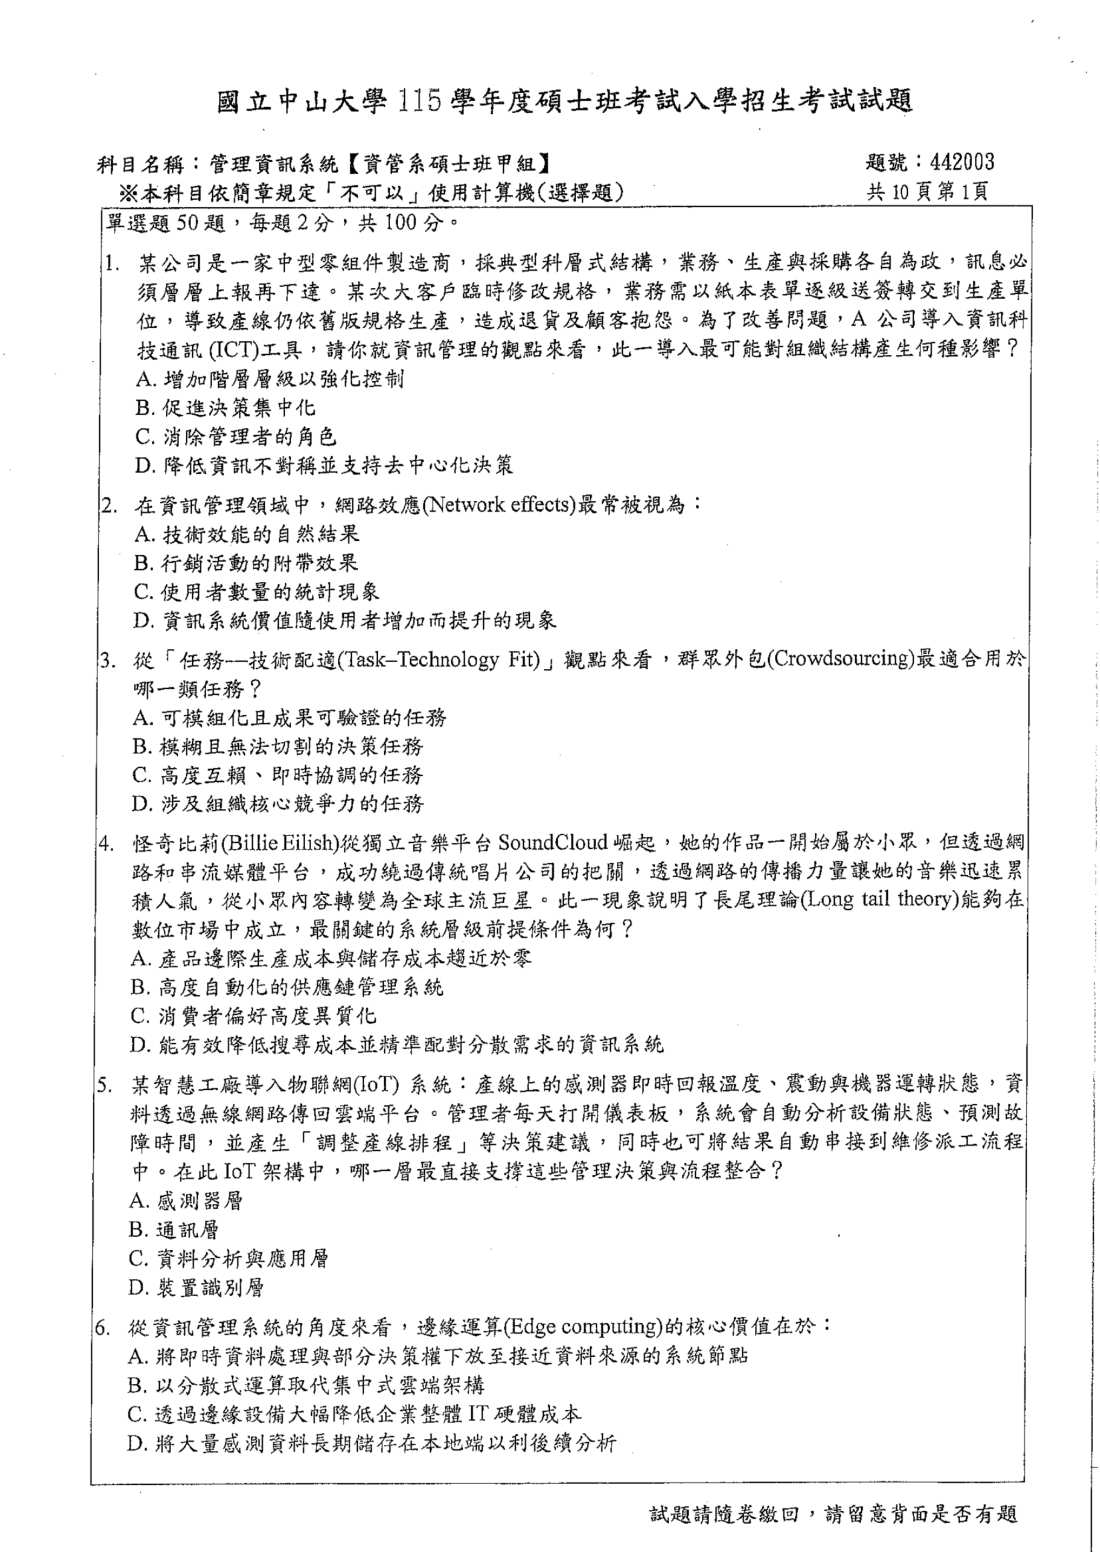 國立中山大學 115 學年度碩士班考試入學招生考試試題
科目名稱：管理資訊系統【資管系碩士班甲組】
題號：442003
※本科目依簡章規定「不可以」使用計算機(選擇題)
共 10 頁第 1 頁
單選題 50 題，每題 2 分，共 100 分。
1. 某公司是一家中型零組件製造商，採典型科層式結構，業務、生產與採購各自為政，訊息必
須層層上報再下達。某次大客戶臨時修改規格，業務需以紙本表單逐級送簽轉交到生產單
位，導致產線仍依舊版規格生產，造成退貨及顧客抱怨。為了改善問題，A 公司導入資訊科
技通訊 (ICT)工具，請你就資訊管理的觀點來看，此一導入最可能對組織結構產生何種影響？
A. 增加階層層級以強化控制
B. 促進決策集中化
C. 消除管理者的角色
D. 降低資訊不對稱並支持去中心化決策
2. 在資訊管理領域中，網路效應(Network effects)最常被視為：
A. 技術效能的自然結果
B. 行銷活動的附帶效果
C. 使用者數量的統計現象
D. 資訊系統價值隨使用者增加而提升的現象
3. 從「任務—技術配適(Task–Technology Fit)」觀點來看，群眾外包(Crowdsourcing)最適合用於
哪一類任務？
A. 可模組化且成果可驗證的任務
B. 模糊且無法切割的決策任務
C. 高度互賴、即時協調的任務
D. 涉及組織核心競爭力的任務
4. 怪奇比莉(Billie Eilish)從獨立音樂平台 SoundCloud 崛起，她的作品一開始屬於小眾，但透過網
路和串流媒體平台，成功繞過傳統唱片公司的把關，透過網路的傳播力量讓她的音樂迅速累
積人氣，從小眾內容轉變為全球主流巨星。此一現象說明了長尾理論(Long tail theory)能夠在
數位市場中成立，最關鍵的系統層級前提條件為何？
A. 產品邊際生產成本與儲存成本趨近於零
B. 高度自動化的供應鏈管理系統
C. 消費者偏好高度異質化
D. 能有效降低搜尋成本並精準配對分散需求的資訊系統
5. 某智慧工廠導入物聯網(IoT) 系統：產線上的感測器即時回報溫度、震動與機器運轉狀態，資
料透過無線網路傳回雲端平台。管理者每天打開儀表板，系統會自動分析設備狀態、預測故
障時間，並產生「調整產線排程」等決策建議，同時也可將結果自動串接到維修派工流程
中。在此 IoT 架構中，哪一層最直接支撐這些管理決策與流程整合？
A. 感測器層
B. 通訊層
C. 資料分析與應用層
D. 裝置識別層
6. 從資訊管理系統的角度來看，邊緣運算(Edge computing)的核心價值在於：
A. 將即時資料處理與部分決策權下放至接近資料來源的系統節點
B. 以分散式運算取代集中式雲端架構
C. 透過邊緣設備大幅降低企業整體 IT 硬體成本
D. 將大量感測資料長期儲存在本地端以利後續分析
試題請隨卷繳回，請留意背面是否有題